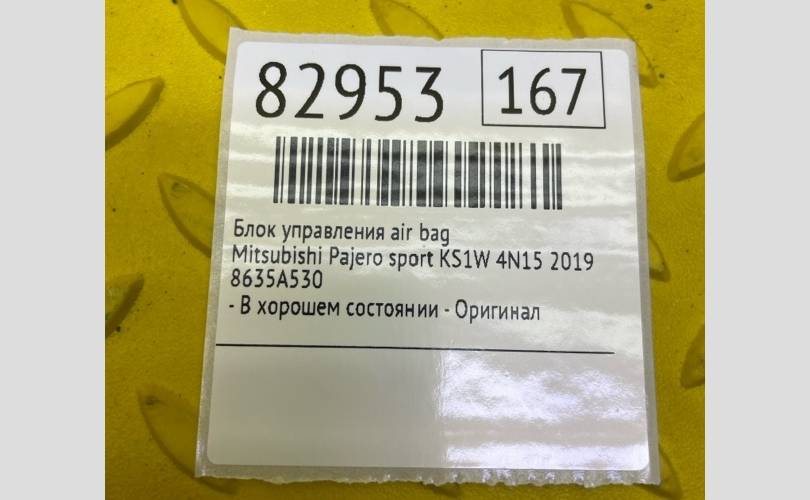 82953 167
Блок управления air bag
Mitsubishi Pajero sport KS1W 4N15 2019
8635A530
- В хорошем состоянии - Оригинал